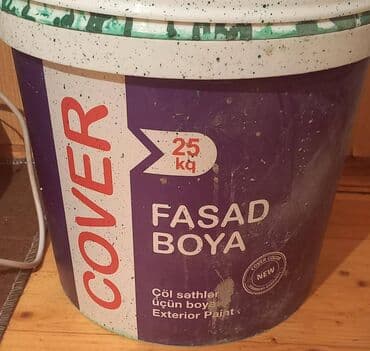 COVER
25
kq
FASAD
BOYA
Çöl səthlər
üçün boya
Exterior Paint
NEW